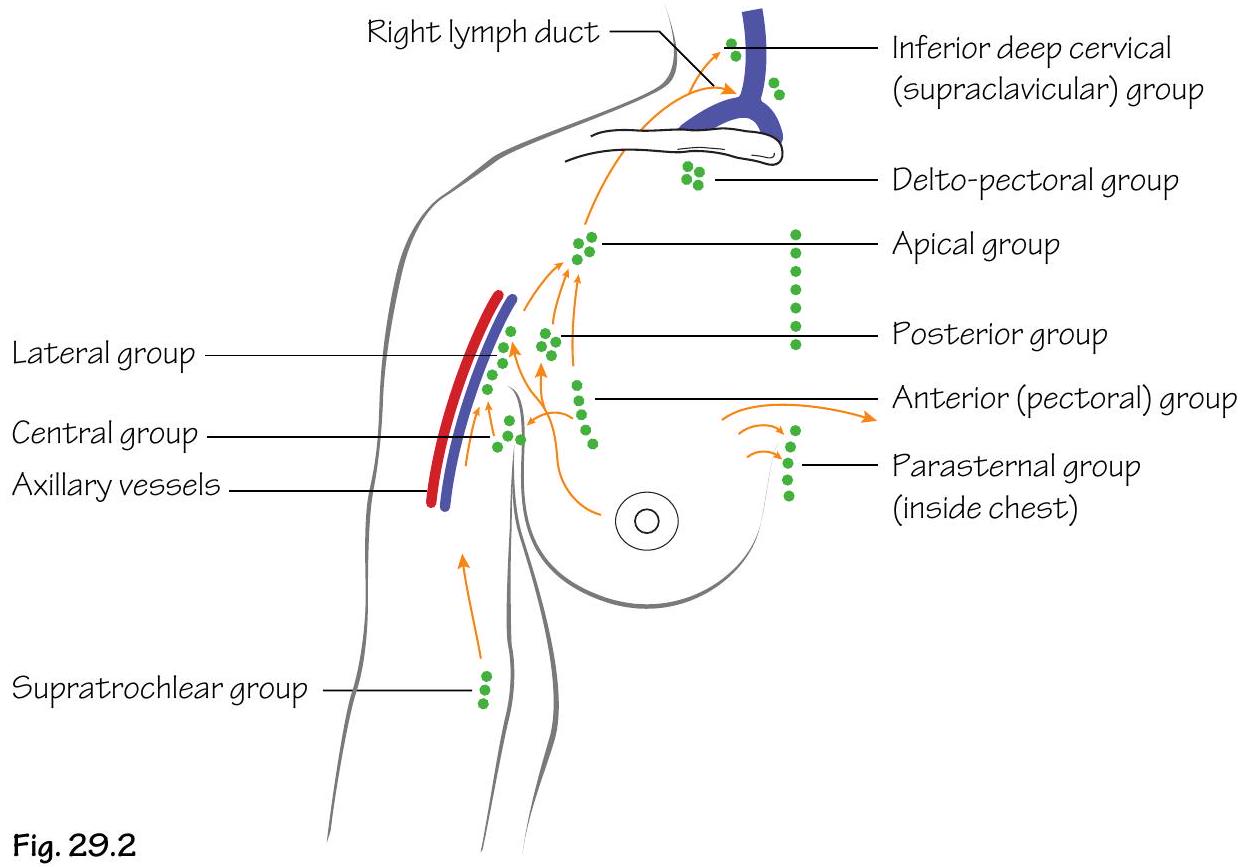 Right lymph duct
Inferior deep cervical
(supraclavicular) group
Delto-pectoral group
Apical group
Posterior group
Lateral group
Anterior (pectoral) group
Central group
Parasternal group
(inside chest)
Axillary vessels
Supratrochlear group
Fig. 29.2